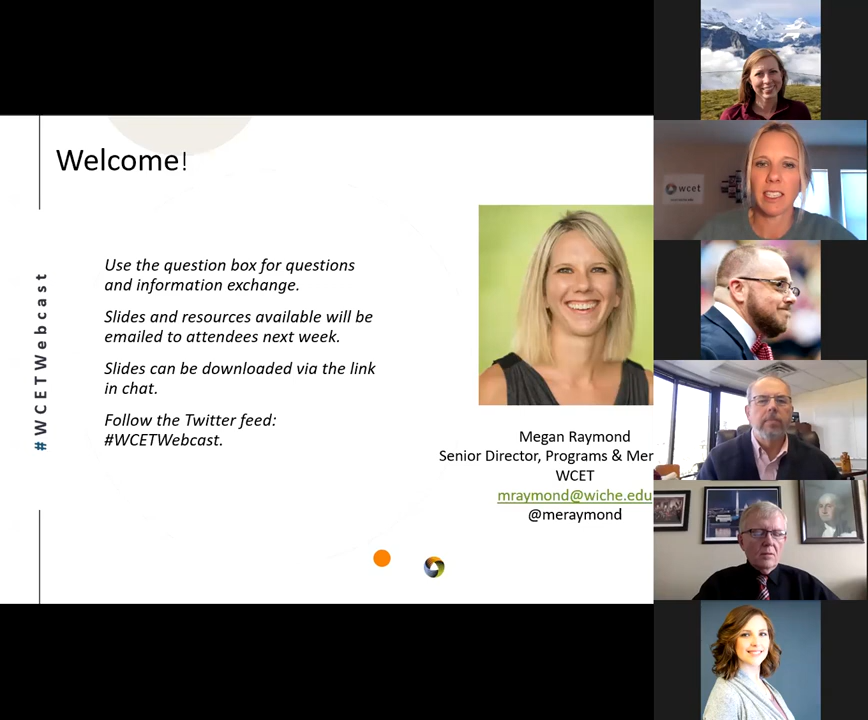 Welcome!
Use the question box for questions
and information exchange.
Slides and resources available will be
emailed to attendees next week.
Slides can be downloaded via the link
in chat.
Follow the Twitter feed:
#WCETWebcast.
#WCETWebcast
Megan Raymond
Senior Director, Programs & Mer
WCET
mraymond@wiche.edu
@meraymond
wcet